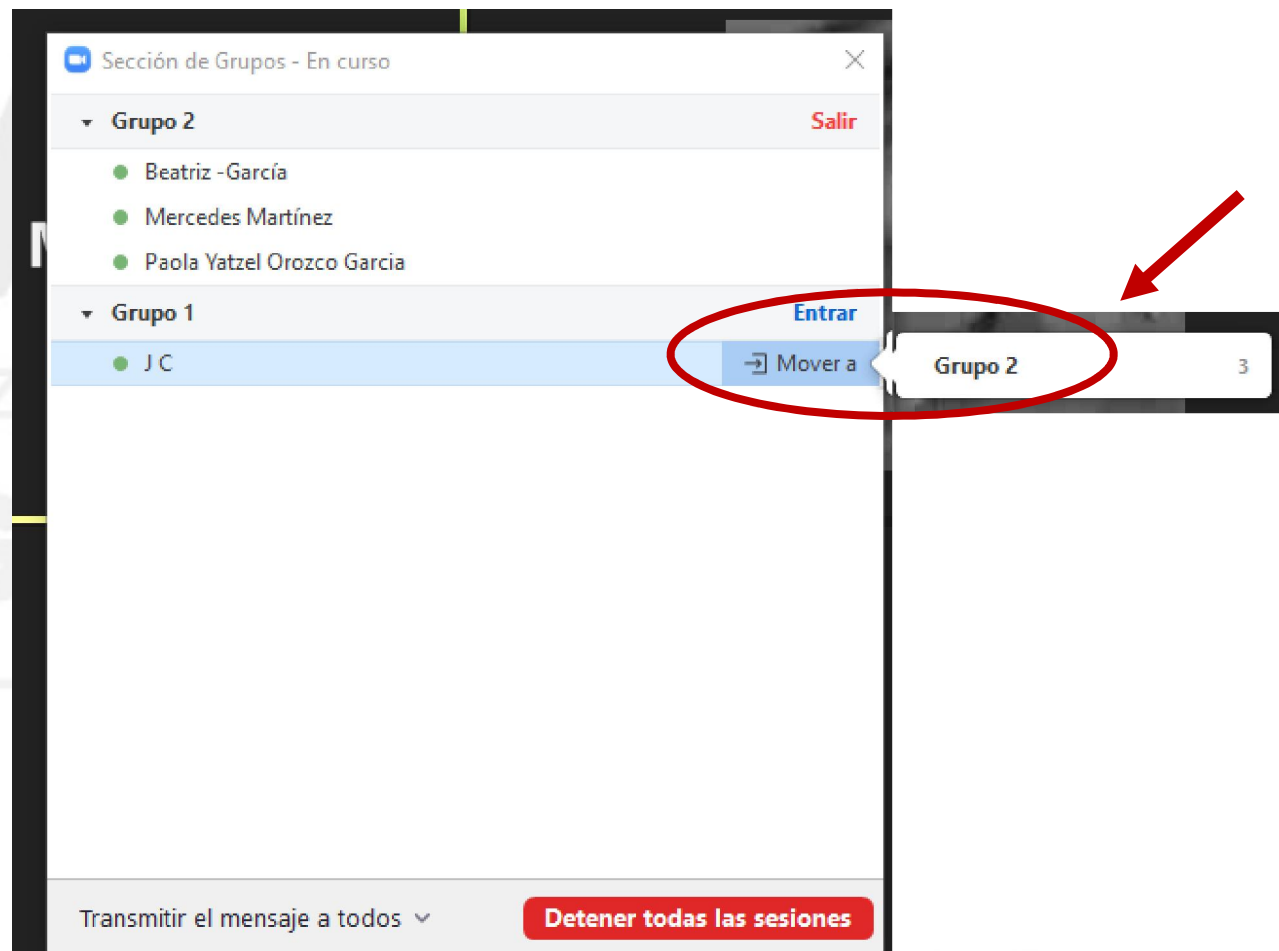 Sección de Grupos - En curso
Grupo 2 Salir
Beatriz -García
Mercedes Martínez
Paola Yatzel Orozco Garcia
Grupo 1 Entrar
J C Mover a Grupo 2 3
Transmitir el mensaje a todos Detener todas las sesiones